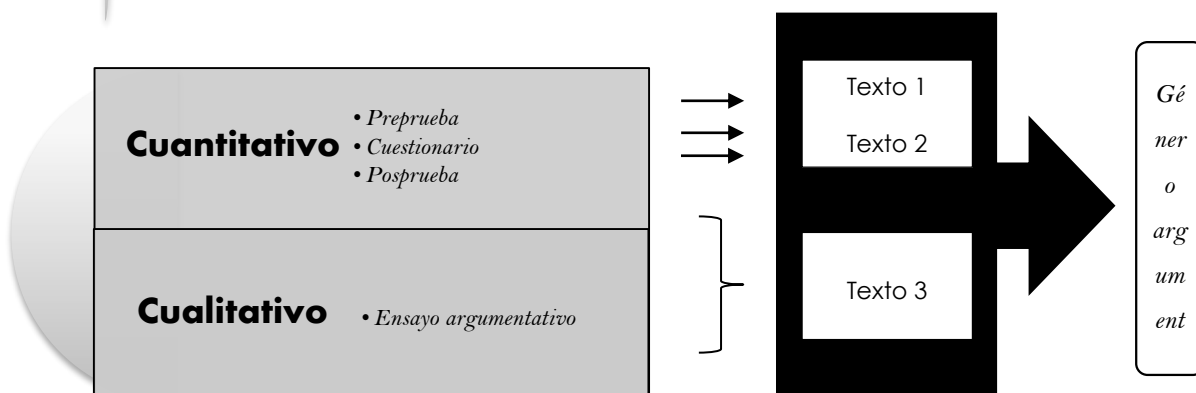 Cuantitativo
• Preprueba
• Cuestionario
• Posprueba
Cualitativo
• Ensayo argumentativo
Texto 1
Texto 2
Texto 3
Gé
ner
o
arg
um
ent